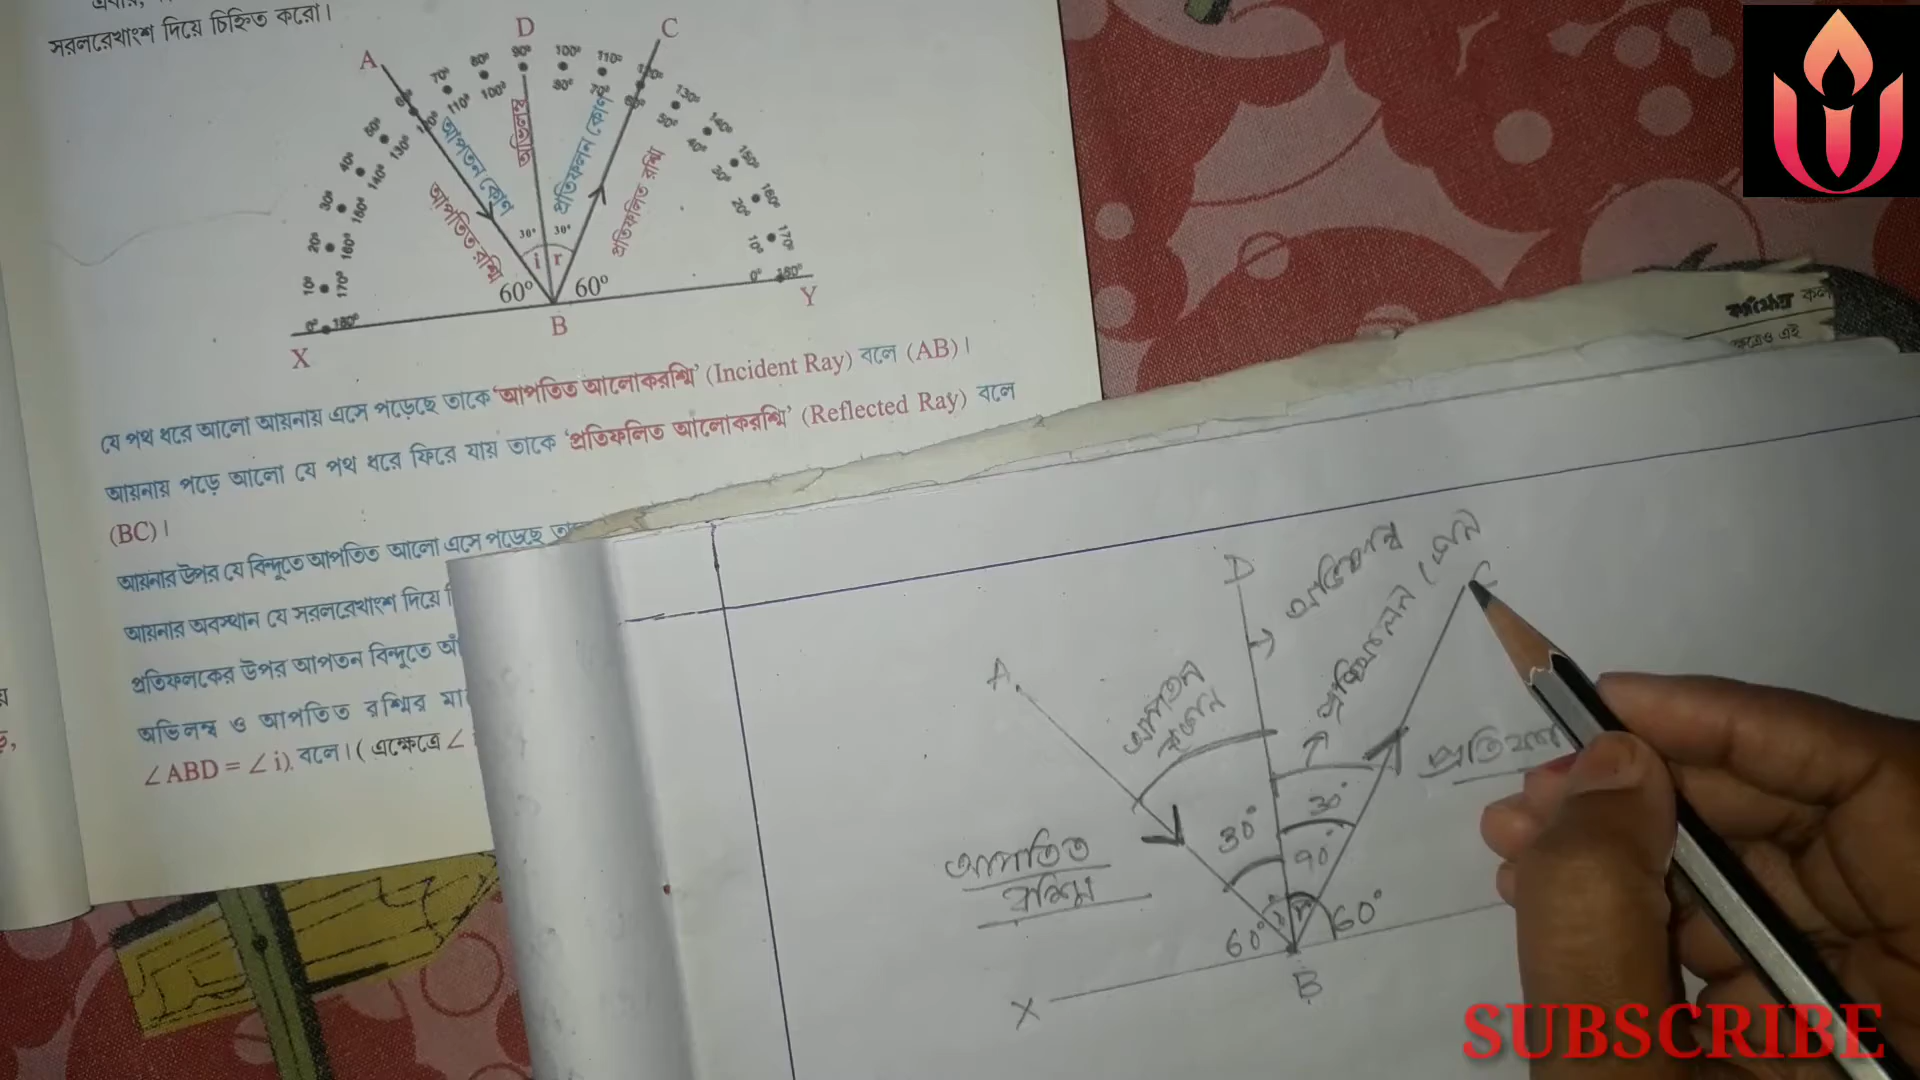 সরলরেখাংশ দিয়ে চিহ্নিত করো।
A
D
C
আপতন কোণ
অভিলম্ব
প্রতিফলন কোণ
আপতিত রশ্মি
প্রতিফলিত রশ্মি
30° 30°
i r
60° 60°
X
B
Y
যে পথ ধরে আলো আয়নায় এসে পড়েছে তাকে ‘আপতিত আলোকরশ্মি’ (Incident Ray) বলে (AB)।
আয়নায় পড়ে আলো যে পথ ধরে ফিরে যায় তাকে ‘প্রতিফলিত আলোকরশ্মি’ (Reflected Ray) বলে
(BC)।
আয়নার উপর যে বিন্দুতে আপতিত আলো এসে পড়েছে
আয়নার অবস্থান যে সরলরেখাংশ দিয়ে
প্রতিফলকের উপর আপতন বিন্দুতে
অভিলম্ব ও আপতিত রশ্মির
∠ABD = ∠i). বলে। ( এক্ষেত্রে ∠
D
অভিলম্ব
প্রতিফলন কোন
A
আপতন
কোন
30°
30°
90°
আপতিত
রশ্মি
60°
60°
X
B
SUBSCRIBE